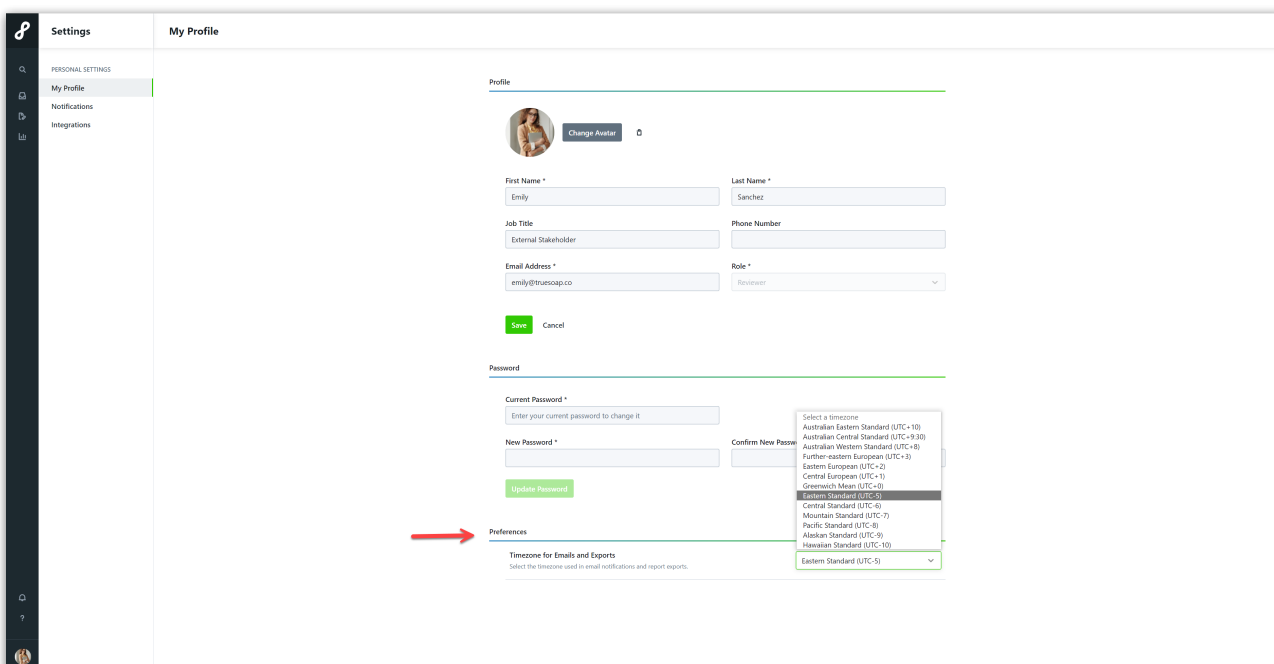 Settings
My Profile
PERSONAL SETTINGS
My Profile
Notifications
Integrations
Profile
Change Avatar
First Name *
Last Name *
Emily
Sanchez
Job Title
Phone Number
External Stakeholder
Email Address *
Role *
emily@truesoap.co
Reviewer
Save
Cancel
Password
Current Password *
Enter your current password to change it
New Password *
Confirm New Passw
Update Password
Select a timezone
Australian Eastern Standard (UTC+10)
Australian Central Standard (UTC+9:30)
Australian Western Standard (UTC+8)
Further-eastern European (UTC+3)
Eastern European (UTC+2)
Central European (UTC+1)
Greenwich Mean (UTC+0)
Eastern Standard (UTC-5)
Central Standard (UTC-6)
Mountain Standard (UTC-7)
Pacific Standard (UTC-8)
Alaskan Standard (UTC-9)
Hawaiian Standard (UTC-10)
Preferences
Timezone for Emails and Exports
Select the timezone used in email notifications and report exports.
Eastern Standard (UTC-5)
?